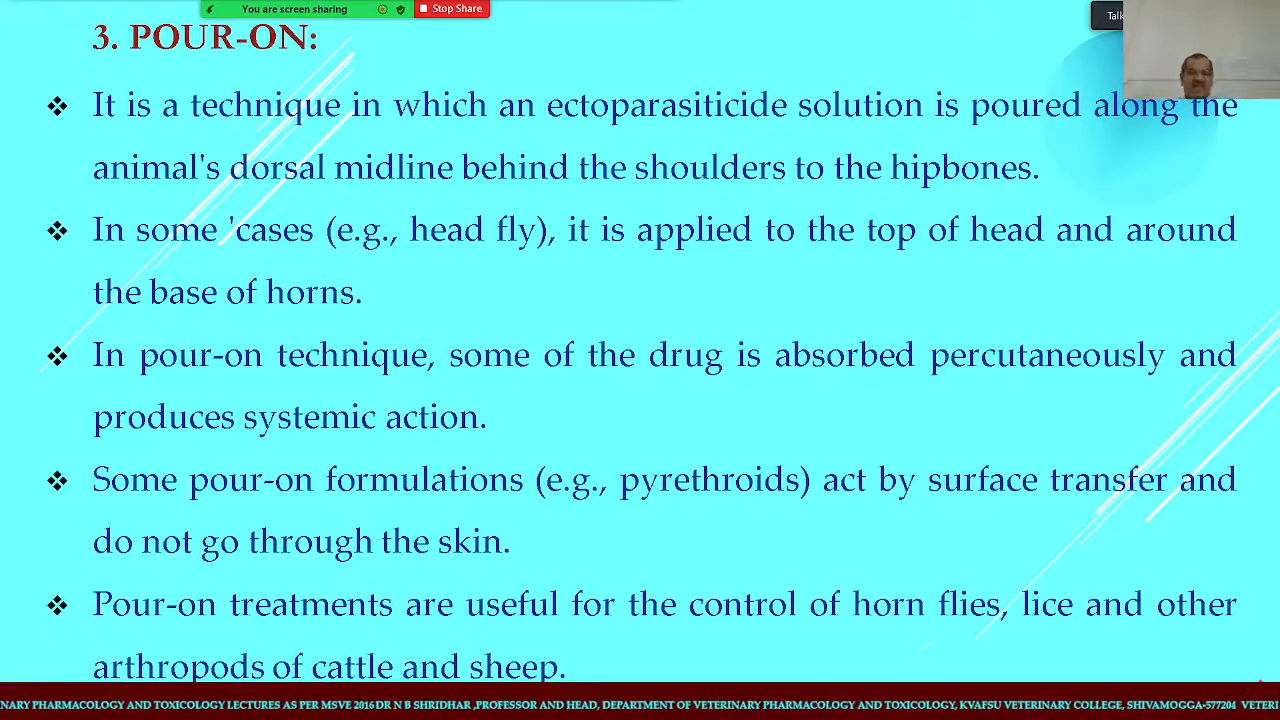 You are screen sharing
Stop Share
Talk
3. POUR-ON:
❖ It is a technique in which an ectoparasiticide solution is poured along the
animal's dorsal midline behind the shoulders to the hipbones.
❖ In some 'cases (e.g., head fly), it is applied to the top of head and around
the base of horns.
❖ In pour-on technique, some of the drug is absorbed percutaneously and
produces systemic action.
❖ Some pour-on formulations (e.g., pyrethroids) act by surface transfer and
do not go through the skin.
❖ Pour-on treatments are useful for the control of horn flies, lice and other
arthropods of cattle and sheep.
NARY PHARMACOLOGY AND TOXICOLOGY LECTURES AS PER MSVE 2016 DR N B SHRIDHAR ,PROFESSOR AND HEAD, DEPARTMENT OF VETERINARY PHARMACOLOGY AND TOXICOLOGY, KVAFSU VETERINARY COLLEGE, SHIVAMOGGA-577204 VETERI